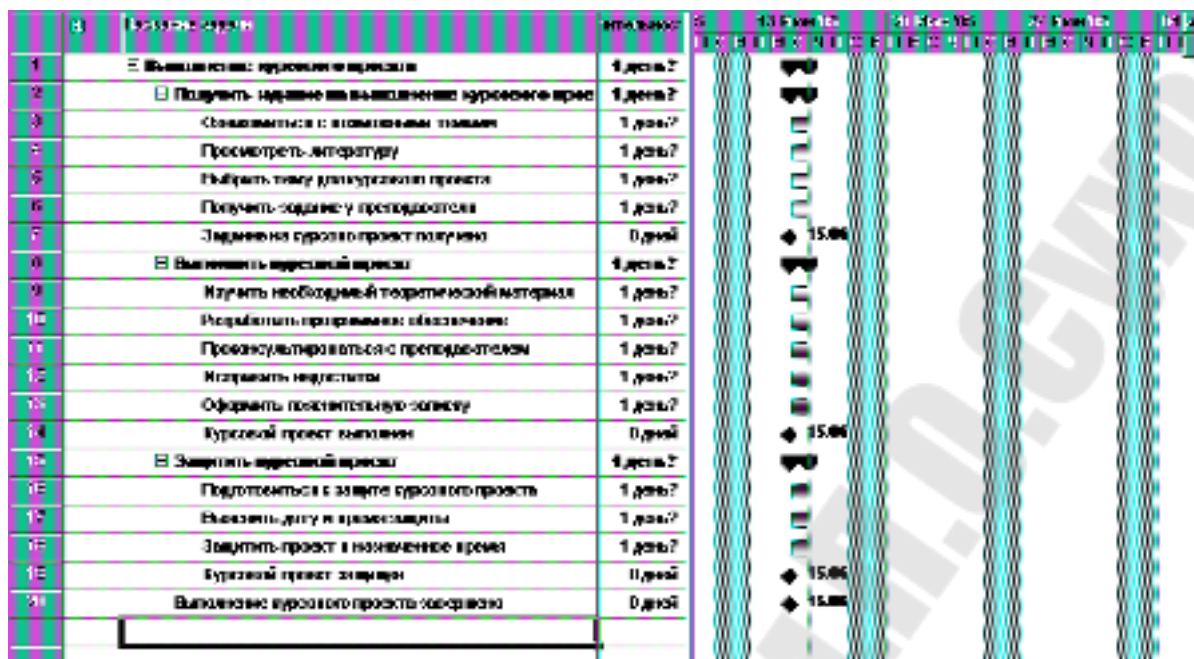 Название задачи
1 Выполнение курсового проекта 1 день?
2 Получить задание на выполнение курсового прое 1 день?
3 Ознакомиться с возможными темами 1 день?
4 Просмотреть литературу 1 день?
5 Выбрать тему для курсового проекта 1 день?
6 Получить задание у преподавателя 1 день?
7 Задание на курсово проект получено 0 дней 15.06
8 Выполнить курсовой проект 1 день?
9 Изучить необходимый теоретический материал 1 день?
10 Разработать программное обеспечение 1 день?
11 Проконсультироваться с преподавателем 1 день?
12 Исправить недостатки 1 день?
13 Оформить пояснительную записку 1 день?
14 Курсовой проект выполнен 0 дней 15.06
15 Защитить курсовой проект 1 день?
16 Подготовиться к защите курсового проекта 1 день?
17 Выяснить дату и время защиты 1 день?
18 Защитить проект в назначенное время 1 день?
19 Курсовой проект защищен 0 дней 15.06
20 Выполнение курсового проекта завершено 0 дней 15.06